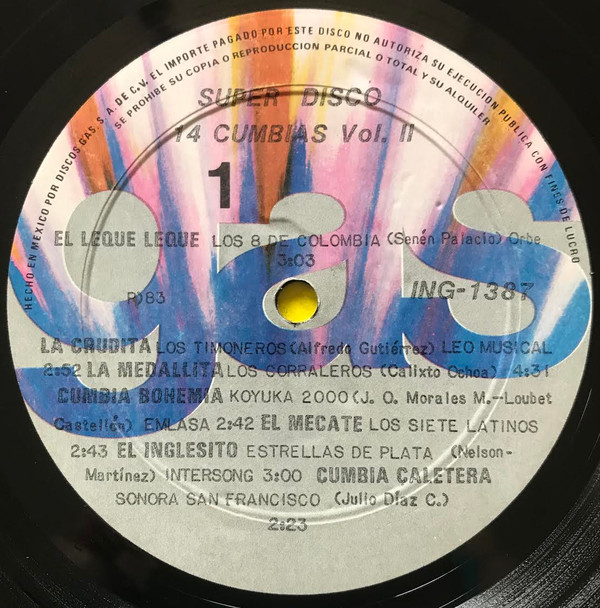 HECHO EN MEXICO POR DISCOS GAS, S. A. DE C. V. EL IMPORTE PAGADO POR ESTE DISCO NO AUTORIZA SU EJECUCION PUBLICA CON FINES DE LUCRO
SE PROHIBE SU COPIA O REPRODUCCION PARCIAL O TOTAL Y SU ALQUILER
SUPER DISCO
14 CUMBIAS Vol. II
1
gas
EL LEQUE LEQUE LOS 8 DE COLOMBIA (Senén Palacio) Orbe
3:03
P)83
ING-1387
LA CRUDITA LOS TIMONEROS (Alfredo Gutiérrez) LEO MUSICAL
2:52 LA MEDALLITA LOS CORRALEROS (Calixto Ochoa) 4:31
CUMBIA BOHEMIA KOYUKA 2000 (J. O. Morales M.-Loubet
Castellón) EMLASA 2:42 EL MECATE LOS SIETE LATINOS
2:43 EL INGLESITO ESTRELLAS DE PLATA (Nelson-
Martínez) INTERSONG 3:00 CUMBIA CALETERA
SONORA SAN FRANCISCO (Julio Díaz C.)
2:23